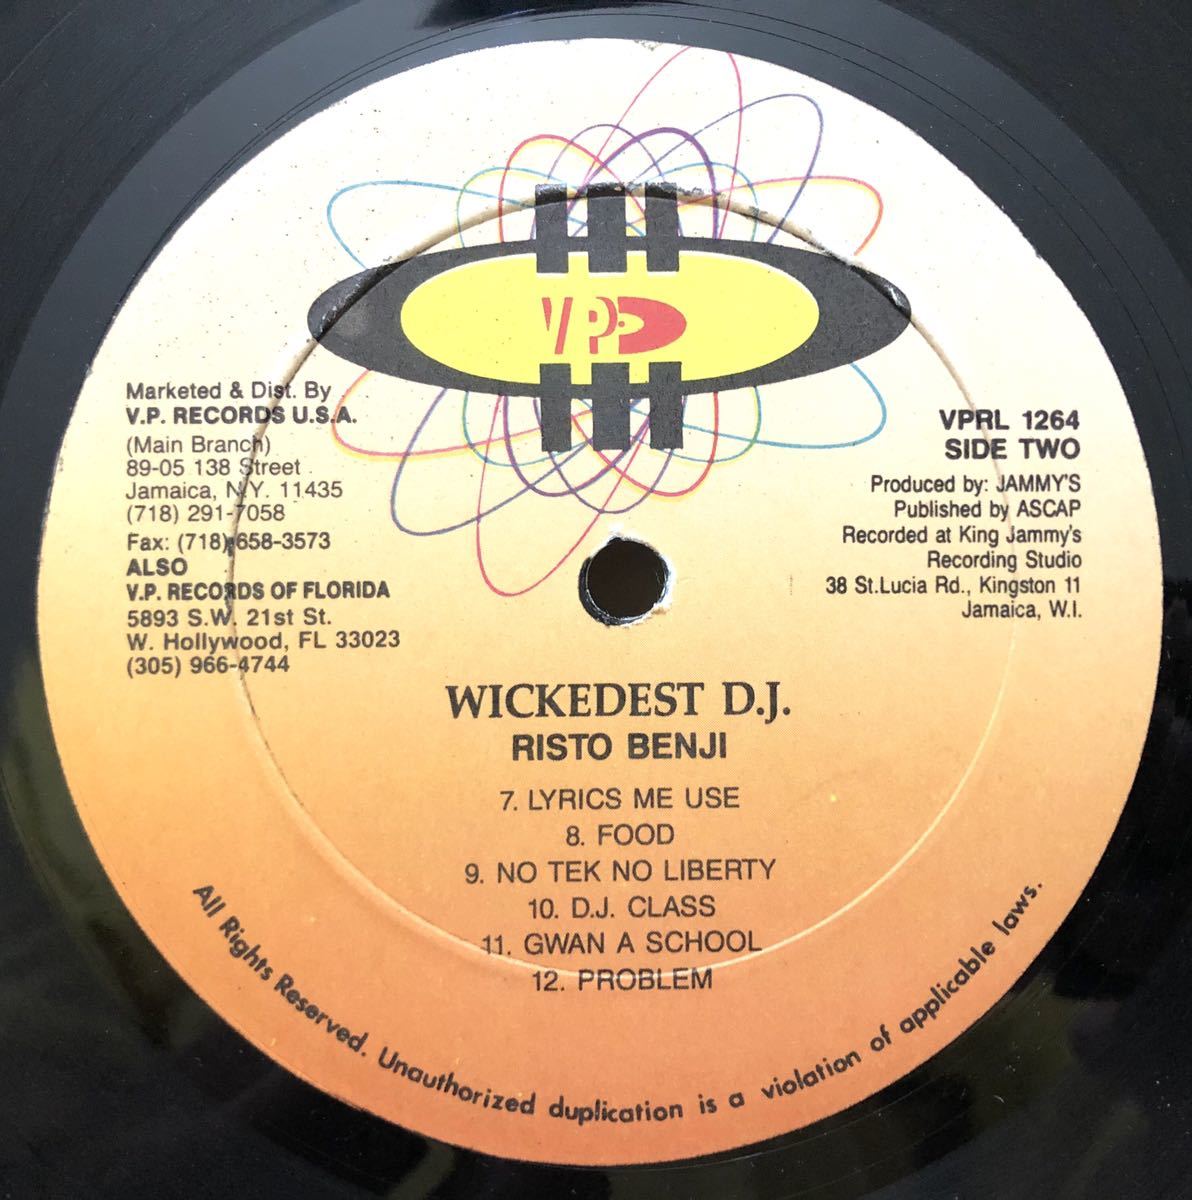 VP
Marketed & Dist. By
V.P. RECORDS U.S.A.
(Main Branch)
89-05 138 Street
Jamaica, N.Y. 11435
(718) 291-7058
Fax: (718) 658-3573
ALSO
V.P. RECORDS OF FLORIDA
5893 S.W. 21st St.
W. Hollywood, FL 33023
(305) 966-4744
VPRL 1264
SIDE TWO
Produced by: JAMMY'S
Published by ASCAP
Recorded at King Jammy's
Recording Studio
38 St.Lucia Rd., Kingston 11
Jamaica, W.I.
WICKEDEST D.J.
RISTO BENJI
7. LYRICS ME USE
8. FOOD
9. NO TEK NO LIBERTY
10. D.J. CLASS
11. GWAN A SCHOOL
12. PROBLEM
All Rights Reserved. Unauthorized duplication is a violation of applicable laws.